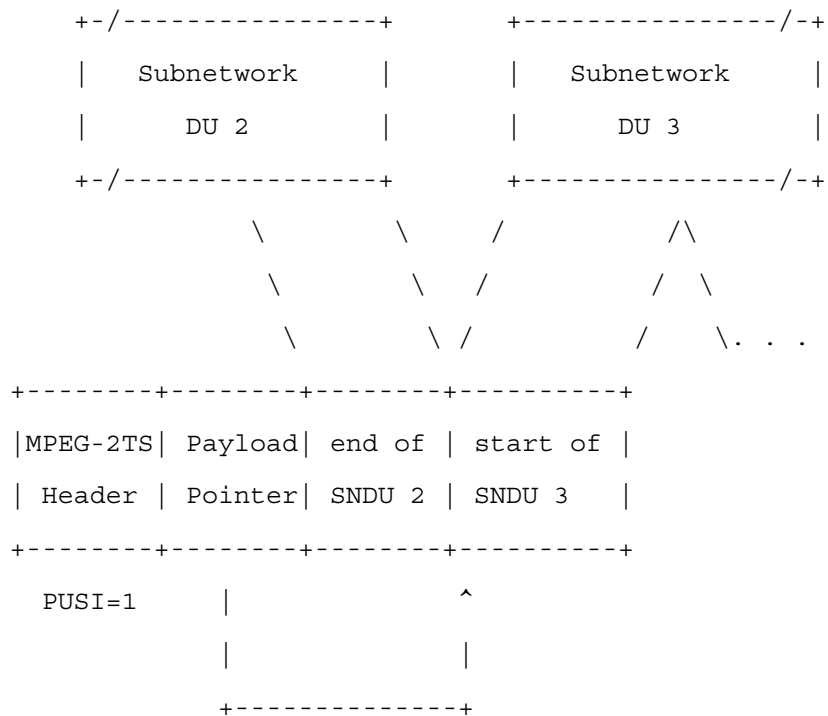 +-/----------------+       +----------------/-+
|   Subnetwork     |       |   Subnetwork     |
|      DU 2        |       |      DU 3        |
+-/----------------+       +----------------/-+
           \        \     /          /\
            \        \   /          /  \
             \        \ /          /    \. . .
+--------+--------+--------+----------+
|MPEG-2TS| Payload| end of | start of |
| Header | Pointer| SNDU 2 | SNDU 3   |
+--------+--------+--------+----------+
  PUSI=1     |              ^
             |              |
             +--------------+